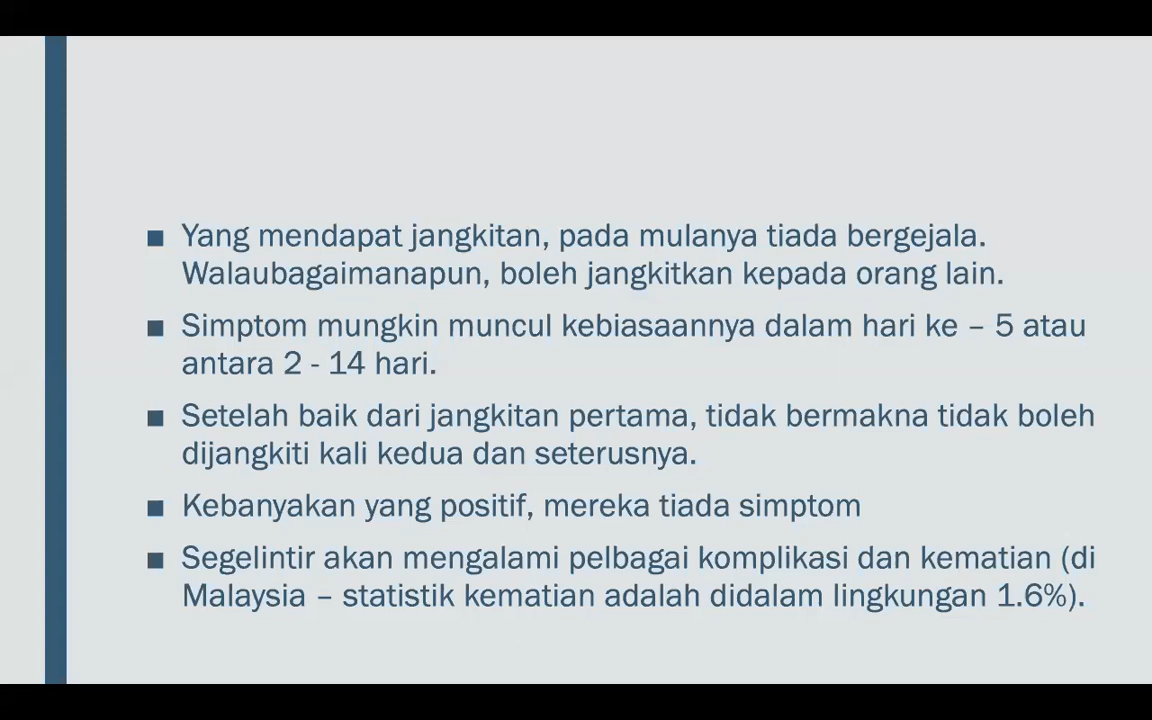 ■ Yang mendapat jangkitan, pada mulanya tiada bergejala.
Walaubagaimanapun, boleh jangkitkan kepada orang lain.
■ Simptom mungkin muncul kebiasaannya dalam hari ke – 5 atau
antara 2 - 14 hari.
■ Setelah baik dari jangkitan pertama, tidak bermakna tidak boleh
dijangkiti kali kedua dan seterusnya.
■ Kebanyakan yang positif, mereka tiada simptom
■ Segelintir akan mengalami pelbagai komplikasi dan kematian (di
Malaysia – statistik kematian adalah didalam lingkungan 1.6%).